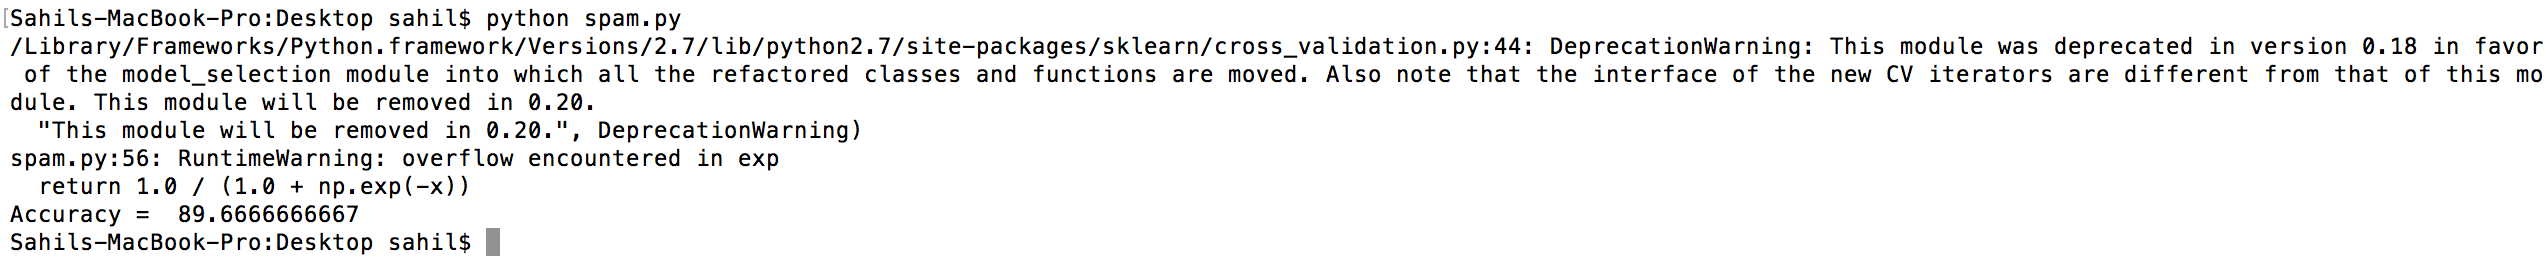 [Sahils-MacBook-Pro:Desktop sahil$ python spam.py
/Library/Frameworks/Python.framework/Versions/2.7/lib/python2.7/site-packages/sklearn/cross_validation.py:44: DeprecationWarning: This module was deprecated in version 0.18 in favor
 of the model_selection module into which all the refactored classes and functions are moved. Also note that the interface of the new CV iterators are different from that of this mo
dule. This module will be removed in 0.20.
  "This module will be removed in 0.20.", DeprecationWarning)
spam.py:56: RuntimeWarning: overflow encountered in exp
  return 1.0 / (1.0 + np.exp(-x))
Accuracy =  89.6666666667
Sahils-MacBook-Pro:Desktop sahil$